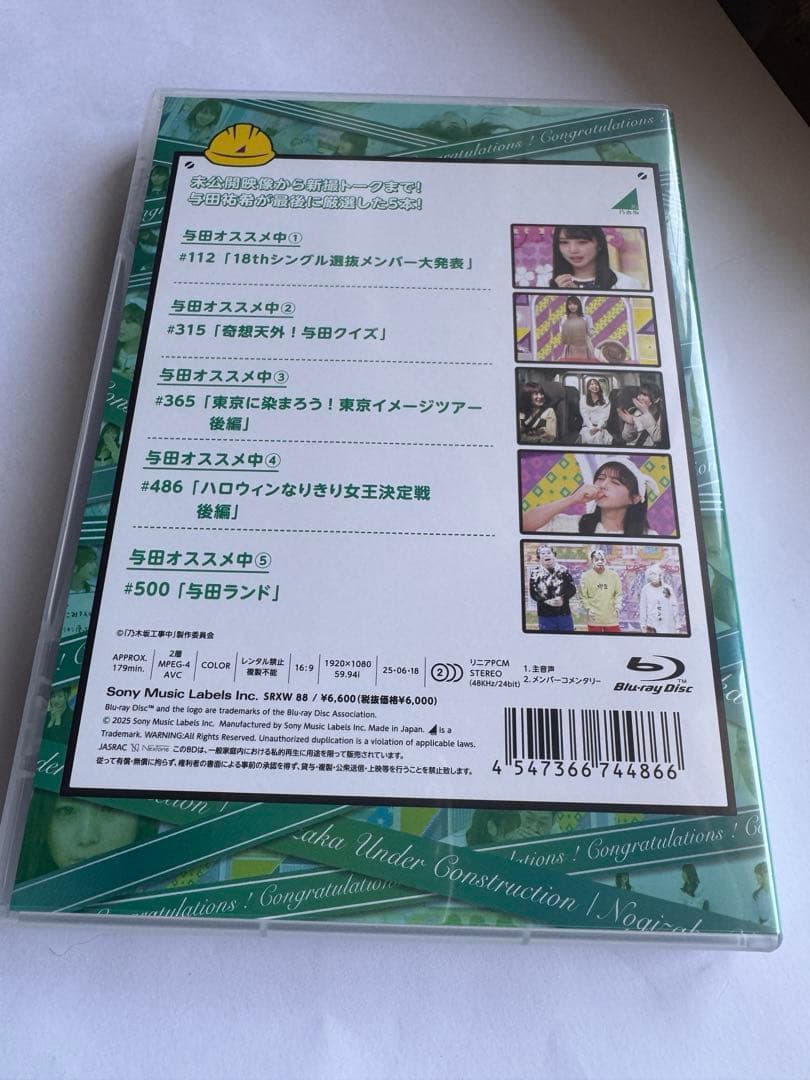 Congratulations !
Congratulations !
未公開映像から新撮トークまで!
与田祐希が最後に厳選した5本!
乃木坂
与田オススメ中①
#112「18thシングル選抜メンバー大発表」
与田オススメ中②
#315「奇想天外!与田クイズ」
与田オススメ中③
#365「東京に染まろう!東京イメージツアー
後編」
与田オススメ中④
#486「ハロウィンなりきり女王決定戦
後編」
与田オススメ中⑤
#500「与田ランド」
©「乃木坂工事中」製作委員会
APPROX. 179min.
2層 MPEG-4 AVC
COLOR
レンタル禁止 複製不能
16:9
1920×1080 59.94i
25・06・18
2
リニアPCM STEREO (48KHz/24bit)
1. 主音声
2. メンバーコメンタリー
Blu-ray Disc
Sony Music Labels Inc. SRXW 88 / ¥6,600(税抜価格¥6,000)
Blu-ray Disc™ and the logo are trademarks of the Blu-ray Disc Association.
© 2025 Sony Music Labels Inc. Manufactured by Sony Music Labels Inc. Made in Japan. is a
Trademark. WARNING:All Rights Reserved. Unauthorized duplication is a violation of applicable laws.
JASRAC NexTone このBDは、一般家庭内における私的再生に用途を限って販売されています。
従って有償・無償に拘らず、権利者の書面による事前の承認を得ず、貸与・複製・公衆送信・上映等を行うことを禁止致します。
4 547366 744866
zaka Under Construction / Nogizak
ulations ! Congratulations !
Congratulations ! Congratulations